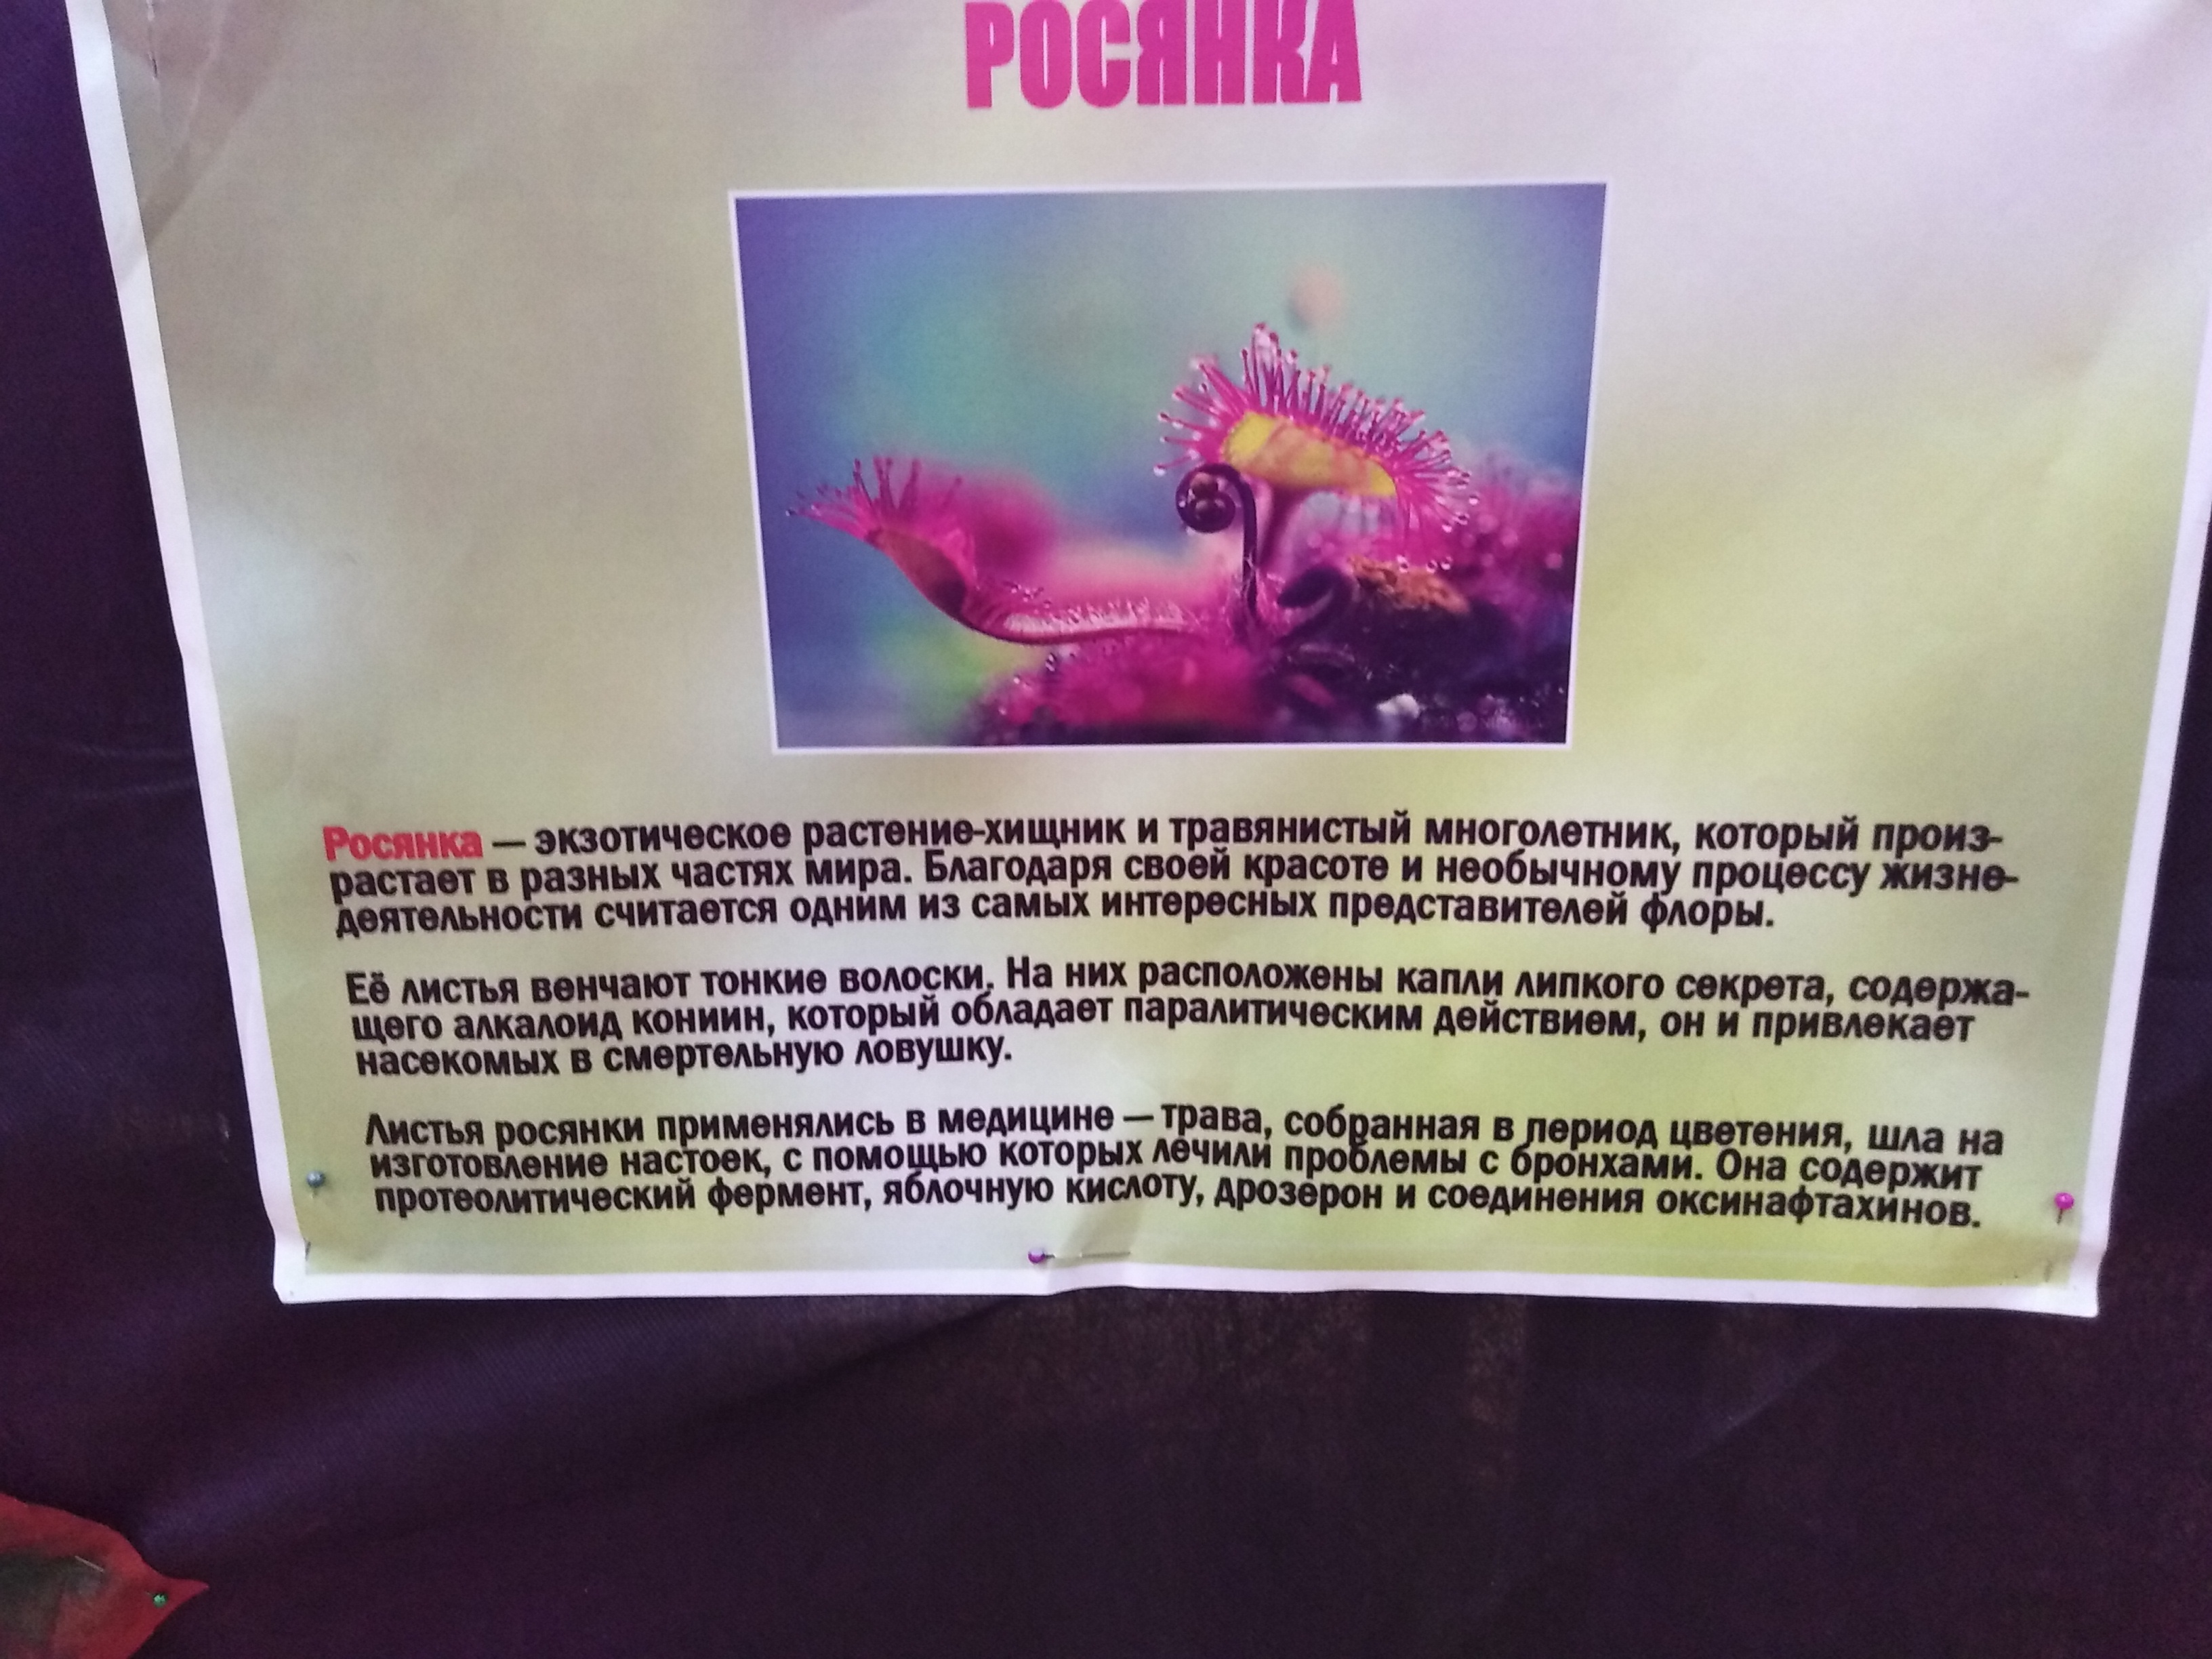 РОСЯНКА
Росянка — экзотическое растение-хищник и травянистый многолетник, который произ-
растает в разных частях мира. Благодаря своей красоте и необычному процессу жизне-
деятельности считается одним из самых интересных представителей флоры.
Её листья венчают тонкие волоски. На них расположены капли липкого секрета, содержа-
щего алкалоид кониин, который обладает паралитическим действием, он и привлекает
насекомых в смертельную ловушку.
Листья росянки применялись в медицине — трава, собранная в период цветения, шла на
изготовление настоек, с помощью которых лечили проблемы с бронхами. Она содержит
протеолитический фермент, яблочную кислоту, дрозерон и соединения оксинафтахинов.